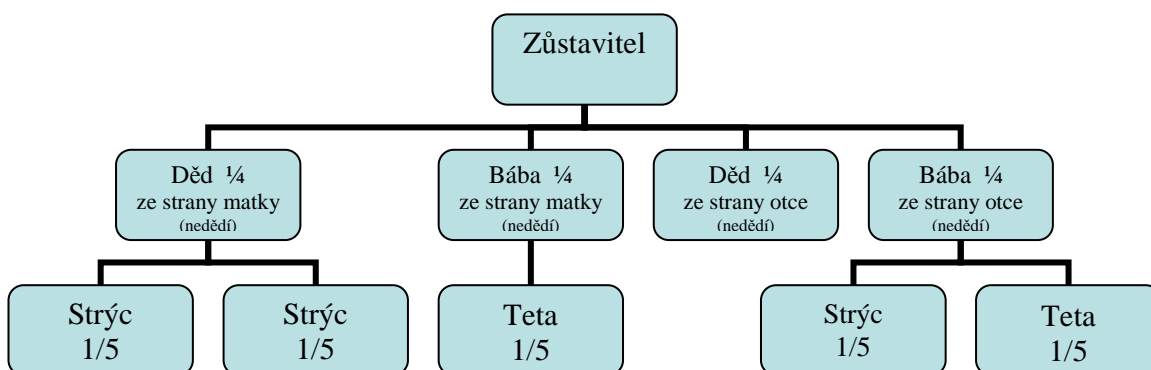 Zůstavitel
Děd ¼
ze strany matky
(nedědí)
Bába ¼
ze strany matky
(nedědí)
Děd ¼
ze strany otce
(nedědí)
Bába ¼
ze strany otce
(nedědí)
Strýc
1/5
Strýc
1/5
Teta
1/5
Strýc
1/5
Teta
1/5